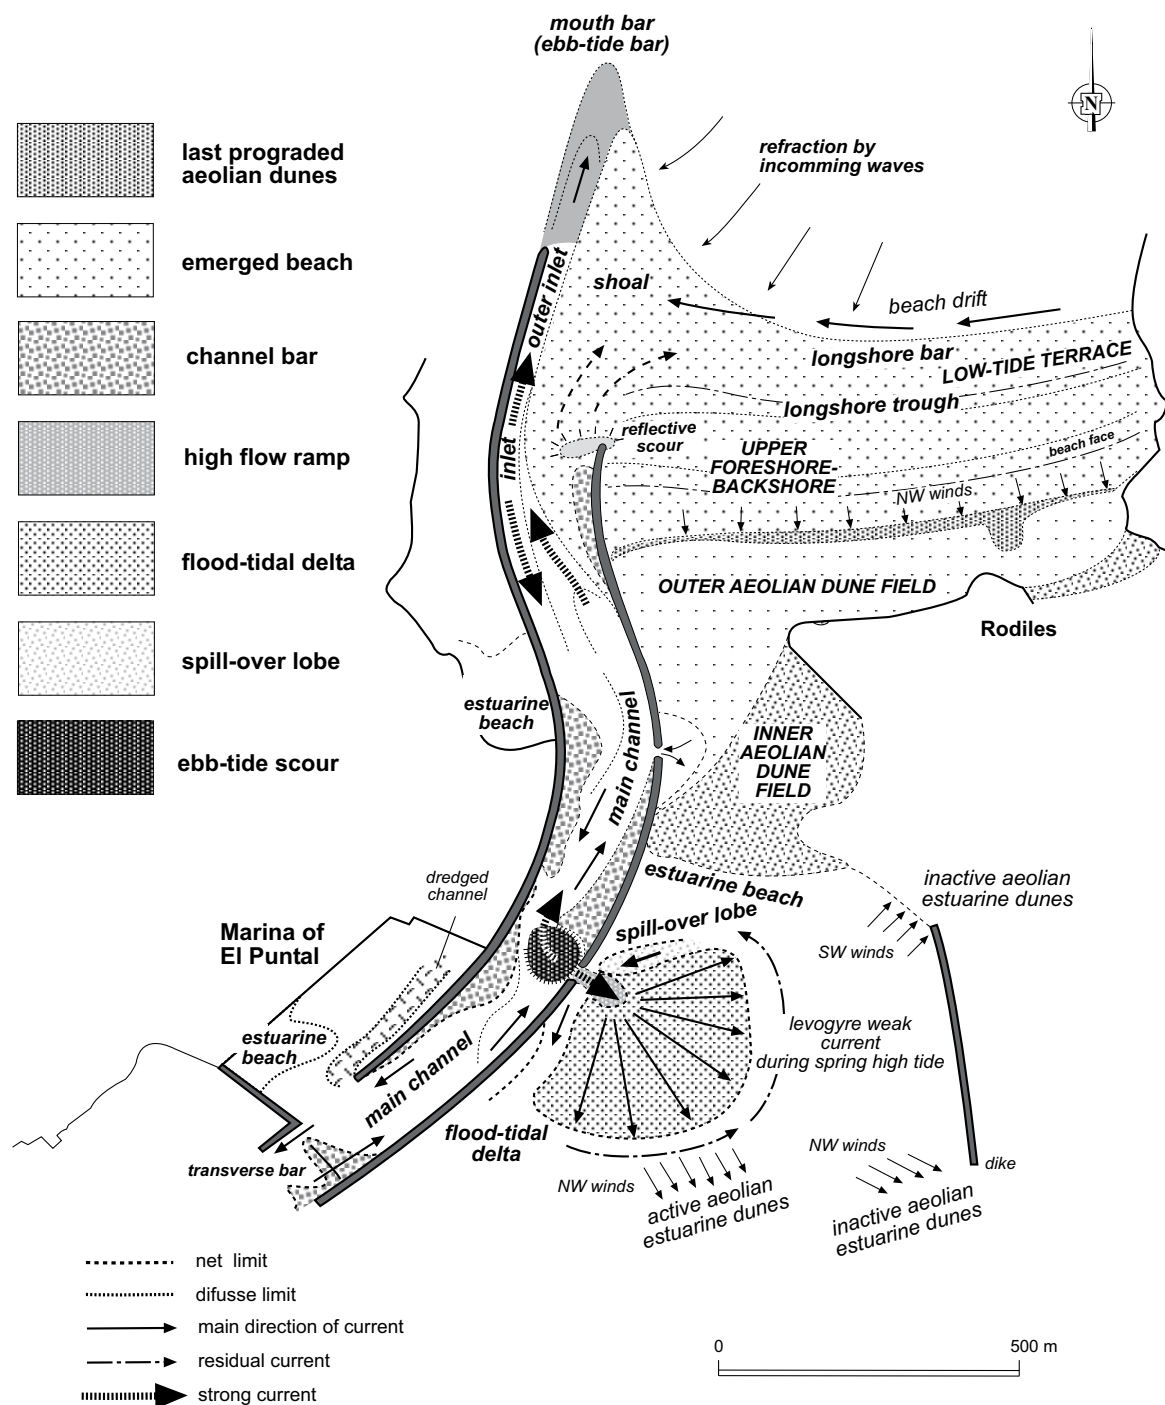 mouth bar
(ebb-tide bar)
N
refraction by
incomming waves
last prograded
aeolian dunes
emerged beach
channel bar
high flow ramp
flood-tidal delta
spill-over lobe
ebb-tide scour
outer inlet
shoal
beach drift
longshore bar
LOW-TIDE TERRACE
longshore trough
reflective
scour
inlet
UPPER
FORESHORE-
BACKSHORE
beach face
NW winds
OUTER AEOLIAN DUNE FIELD
Rodiles
estuarine
beach
main channel
INNER
AEOLIAN
DUNE
FIELD
estuarine beach
dredged
channel
inactive aeolian
estuarine dunes
Marina of
El Puntal
spill-over lobe
SW winds
levogyre weak
current
during spring high tide
estuarine
beach
main channel
flood-tidal
delta
transverse bar
NW winds
active aeolian
estuarine dunes
NW winds
dike
inactive aeolian
estuarine dunes
net limit
difusse limit
main direction of current
residual current
strong current
0 500 m